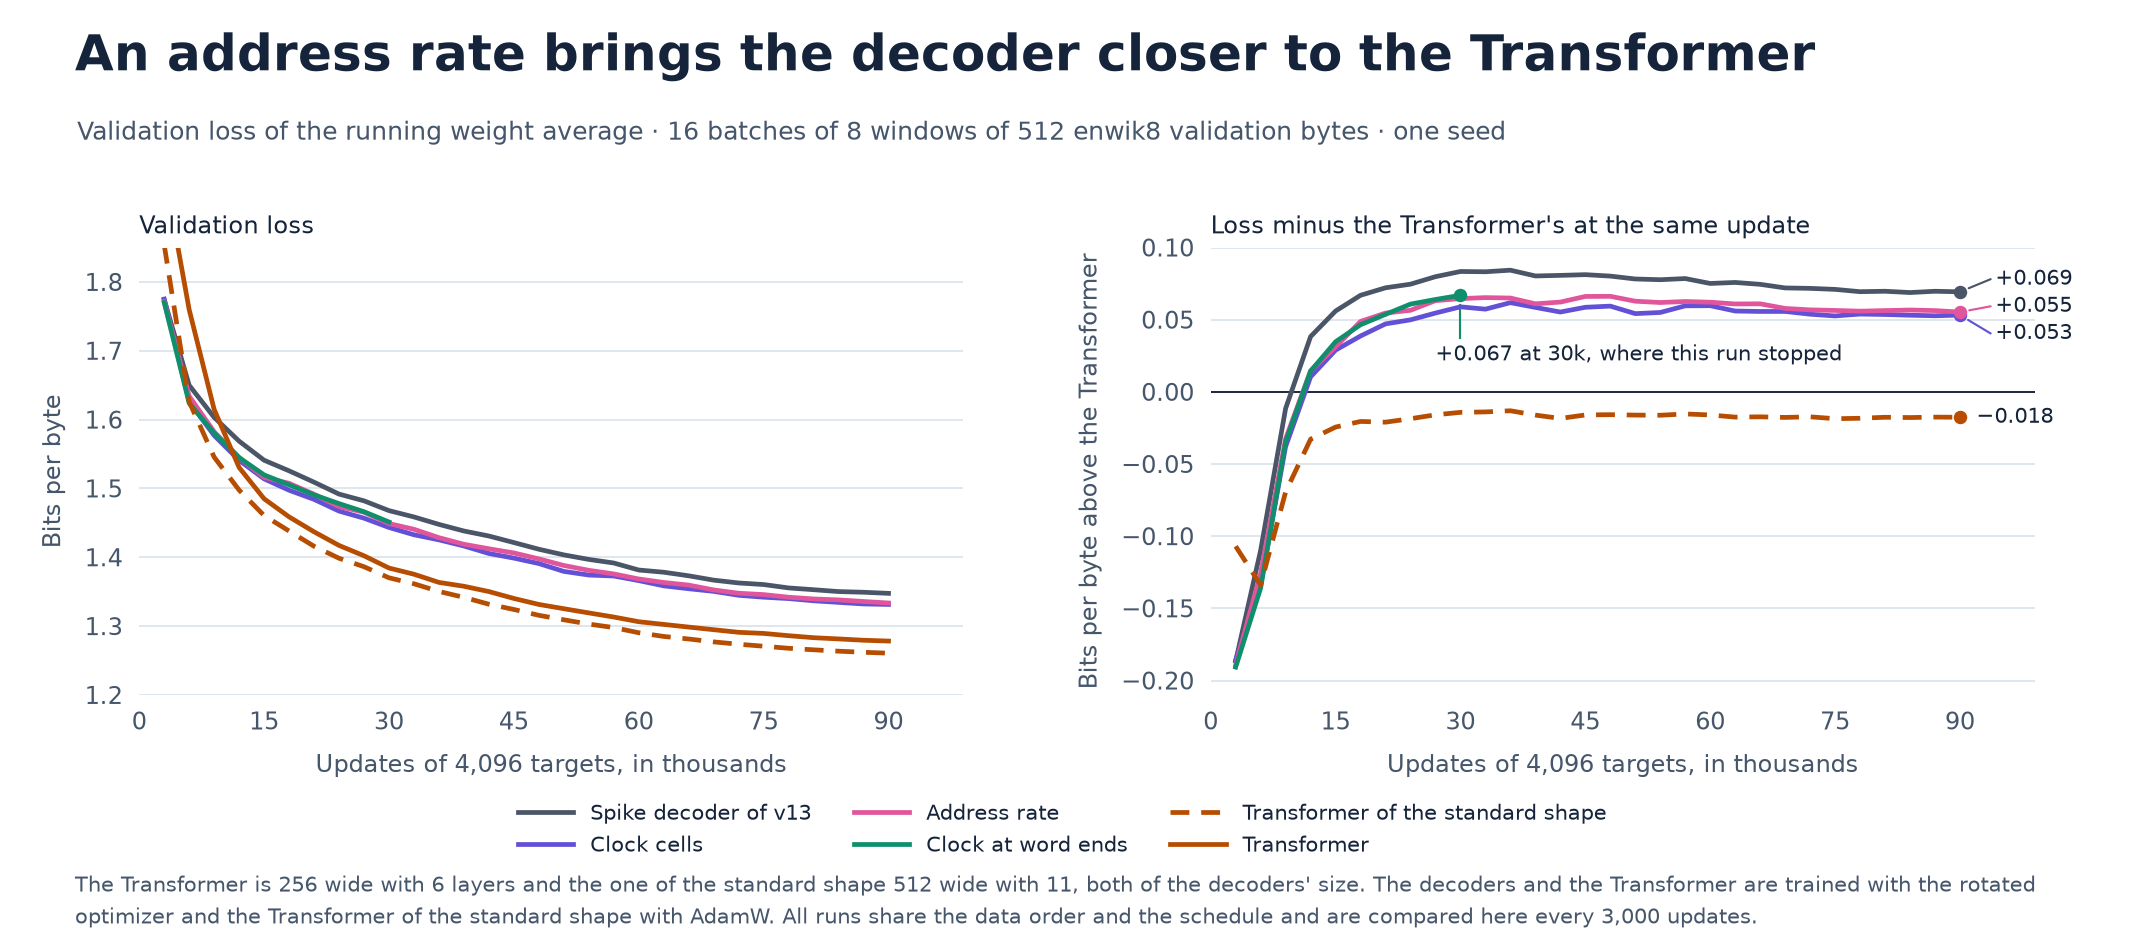 An address rate brings the decoder closer to the Transformer
Validation loss of the running weight average · 16 batches of 8 windows of 512 enwik8 validation bytes · one seed
Validation loss
Bits per byte
1.8
1.7
1.6
1.5
1.4
1.3
1.2
0 15 30 45 60 75 90
Updates of 4,096 targets, in thousands
Loss minus the Transformer's at the same update
Bits per byte above the Transformer
0.10
0.05
0.00
−0.05
−0.10
−0.15
−0.20
+0.069
+0.055
+0.053
+0.067 at 30k, where this run stopped
−0.018
0 15 30 45 60 75 90
Updates of 4,096 targets, in thousands
Spike decoder of v13
Address rate
Transformer of the standard shape
Clock cells
Clock at word ends
Transformer
The Transformer is 256 wide with 6 layers and the one of the standard shape 512 wide with 11, both of the decoders' size. The decoders and the Transformer are trained with the rotated
optimizer and the Transformer of the standard shape with AdamW. All runs share the data order and the schedule and are compared here every 3,000 updates.